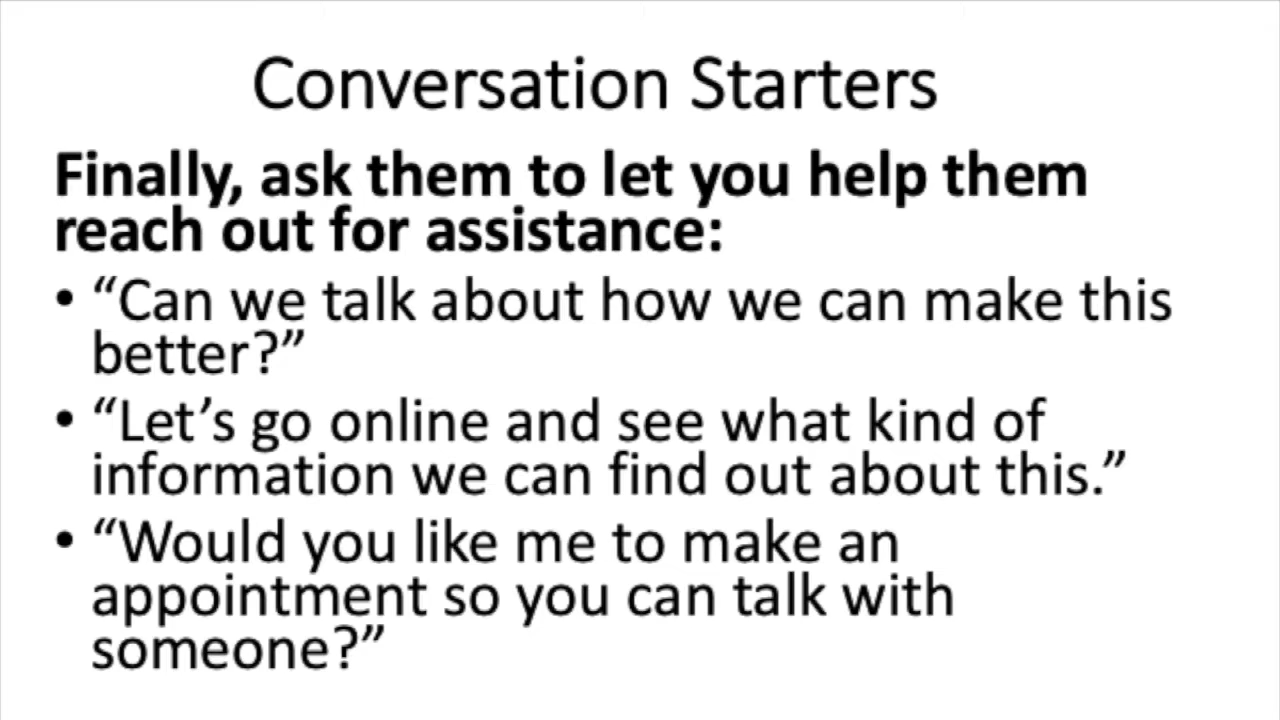 Conversation Starters
Finally, ask them to let you help them
reach out for assistance:
• “Can we talk about how we can make this
better?”
• “Let’s go online and see what kind of
information we can find out about this.”
• “Would you like me to make an
appointment so you can talk with
someone?”